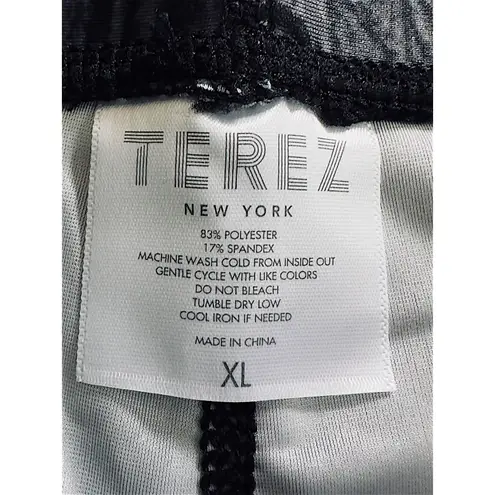 TEREZ
NEW YORK
83% POLYESTER
17% SPANDEX
MACHINE WASH COLD FROM INSIDE OUT
GENTLE CYCLE WITH LIKE COLORS
DO NOT BLEACH
TUMBLE DRY LOW
COOL IRON IF NEEDED
MADE IN CHINA
XL